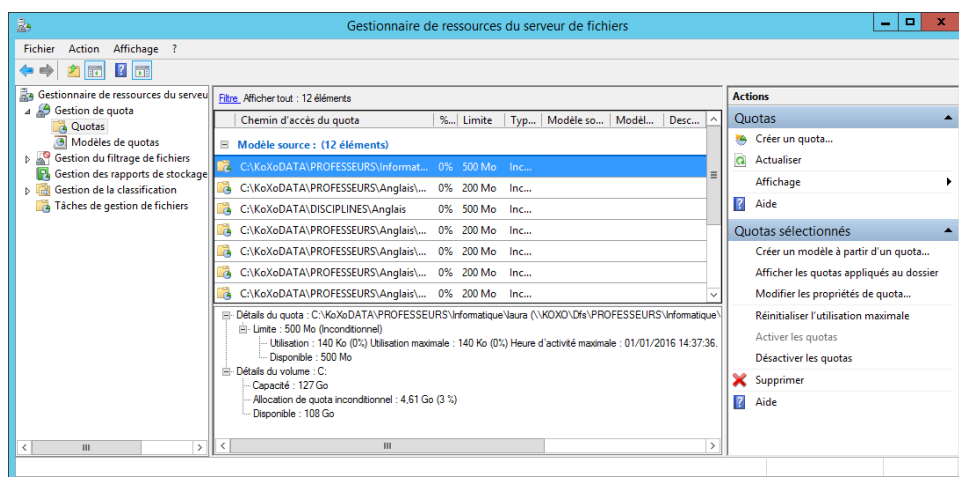 Gestionnaire de ressources du serveur de fichiers
Fichier Action Affichage ?
Gestionnaire de ressources du serveu
Gestion de quota
Quotas
Modèles de quotas
Gestion du filtrage de fichiers
Gestion des rapports de stockage
Gestion de la classification
Tâches de gestion de fichiers
Filtre Afficher tout : 12 éléments
Chemin d'accès du quota %... Limite Typ... Modèle so... Modèl... Desc...
Modèle source : (12 éléments)
C:\KoXoDATA\PROFESSEURS\Informat... 0% 500 Mo Inc...
C:\KoXoDATA\PROFESSEURS\Anglais\... 0% 200 Mo Inc...
C:\KoXoDATA\DISCIPLINES\Anglais 0% 500 Mo Inc...
C:\KoXoDATA\PROFESSEURS\Anglais\... 0% 200 Mo Inc...
C:\KoXoDATA\PROFESSEURS\Anglais\... 0% 200 Mo Inc...
C:\KoXoDATA\PROFESSEURS\Anglais\... 0% 200 Mo Inc...
C:\KoXoDATA\PROFESSEURS\Anglais\... 0% 200 Mo Inc...
Détails du quota : C:\KoXoDATA\PROFESSEURS\Informatique\laura (\\KOXO\Dfs\PROFESSEURS\Informatique\
Limite : 500 Mo (Inconditionnel)
Utilisation : 140 Ko (0%) Utilisation maximale : 140 Ko (0%) Heure d'activité maximale : 01/01/2016 14:37:36.
Disponible : 500 Mo
Détails du volume : C:
Capacité : 127 Go
Allocation de quota inconditionnel : 4,61 Go (3 %)
Disponible : 108 Go
Actions
Quotas
Créer un quota...
Actualiser
Affichage
Aide
Quotas sélectionnés
Créer un modèle à partir d'un quota...
Afficher les quotas appliqués au dossier
Modifier les propriétés de quota...
Réinitialiser l'utilisation maximale
Activer les quotas
Désactiver les quotas
Supprimer
Aide